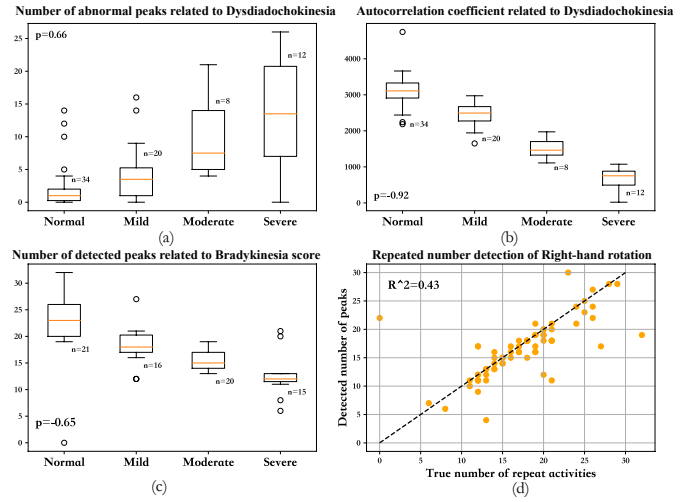 Number of abnormal peaks related to Dysdiadochokinesia
p=0.66
25
20
15
10
5
0
n=34
n=20
n=8
n=12
Normal Mild Moderate Severe
(a)
Autocorrelation coefficient related to Dysdiadochokinesia
4000
3000
2000
1000
0
n=34
n=20
n=8
n=12
p=-0.92
Normal Mild Moderate Severe
(b)
Number of detected peaks related to Bradykinesia score
30
25
20
15
10
5
0
n=21
n=16
n=20
n=15
p=-0.65
Normal Mild Moderate Severe
(c)
Repeated number detection of Right-hand rotation
R^2=0.43
Detected number of peaks
30
25
20
15
10
5
0
0 5 10 15 20 25 30
True number of repeat activities
(d)